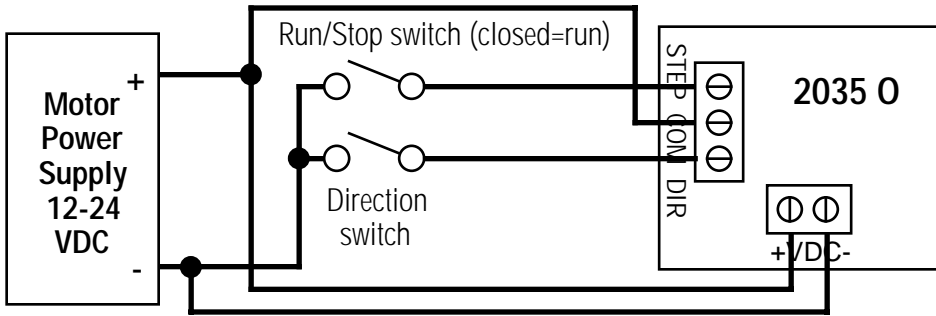 Run/Stop switch (closed=run)
+
Motor
Power
Supply
12-24
VDC
-
Direction
switch
STEP COM DIR
2035 O
+VDC-